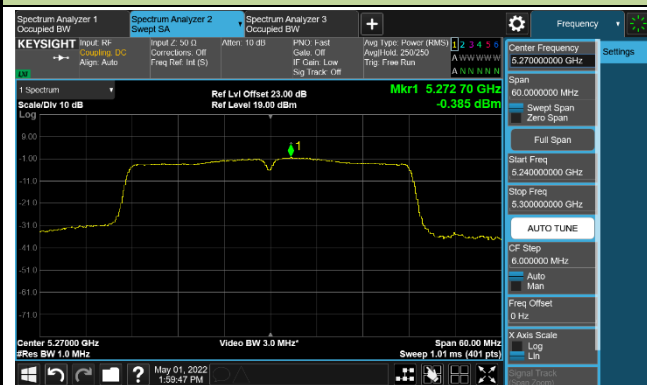 Spectrum Analyzer 1
Occupied BW
Spectrum Analyzer 2
Swept SA
Spectrum Analyzer 3
Occupied BW
Frequency
KEYSIGHT
Input: RF
Coupling: DC
Align: Auto
Input Z: 50 Ω
Corrections: Off
Freq Ref: Int (S)
Atten: 10 dB
PNO: Fast
Gate: Off
IF Gain: Low
Sig Track: Off
Avg Type: Power (RMS)
Avg|Hold: 250/250
Trig: Free Run
1 2 3 4 5 6
A W W W W W
A N N N N N
LXI
1 Spectrum
Scale/Div 10 dB
Log
Ref Lvl Offset 23.00 dB
Ref Level 19.00 dBm
Mkr1 5.272 70 GHz
-0.385 dBm
1
9.00
-1.00
-11.0
-21.0
-31.0
-41.0
-51.0
-61.0
-71.0
Center 5.27000 GHz
#Res BW 1.0 MHz
Video BW 3.0 MHz*
Span 60.00 MHz
Sweep 1.01 ms (401 pts)
Center Frequency
5.270000000 GHz
Span
60.0000000 MHz
Swept Span
Zero Span
Full Span
Start Freq
5.240000000 GHz
Stop Freq
5.300000000 GHz
AUTO TUNE
CF Step
6.000000 MHz
Auto
Man
Freq Offset
0 Hz
X Axis Scale
Log
Lin
Signal Track
(Span Zoom)
Settings
?
May 01, 2022
1:59:47 PM